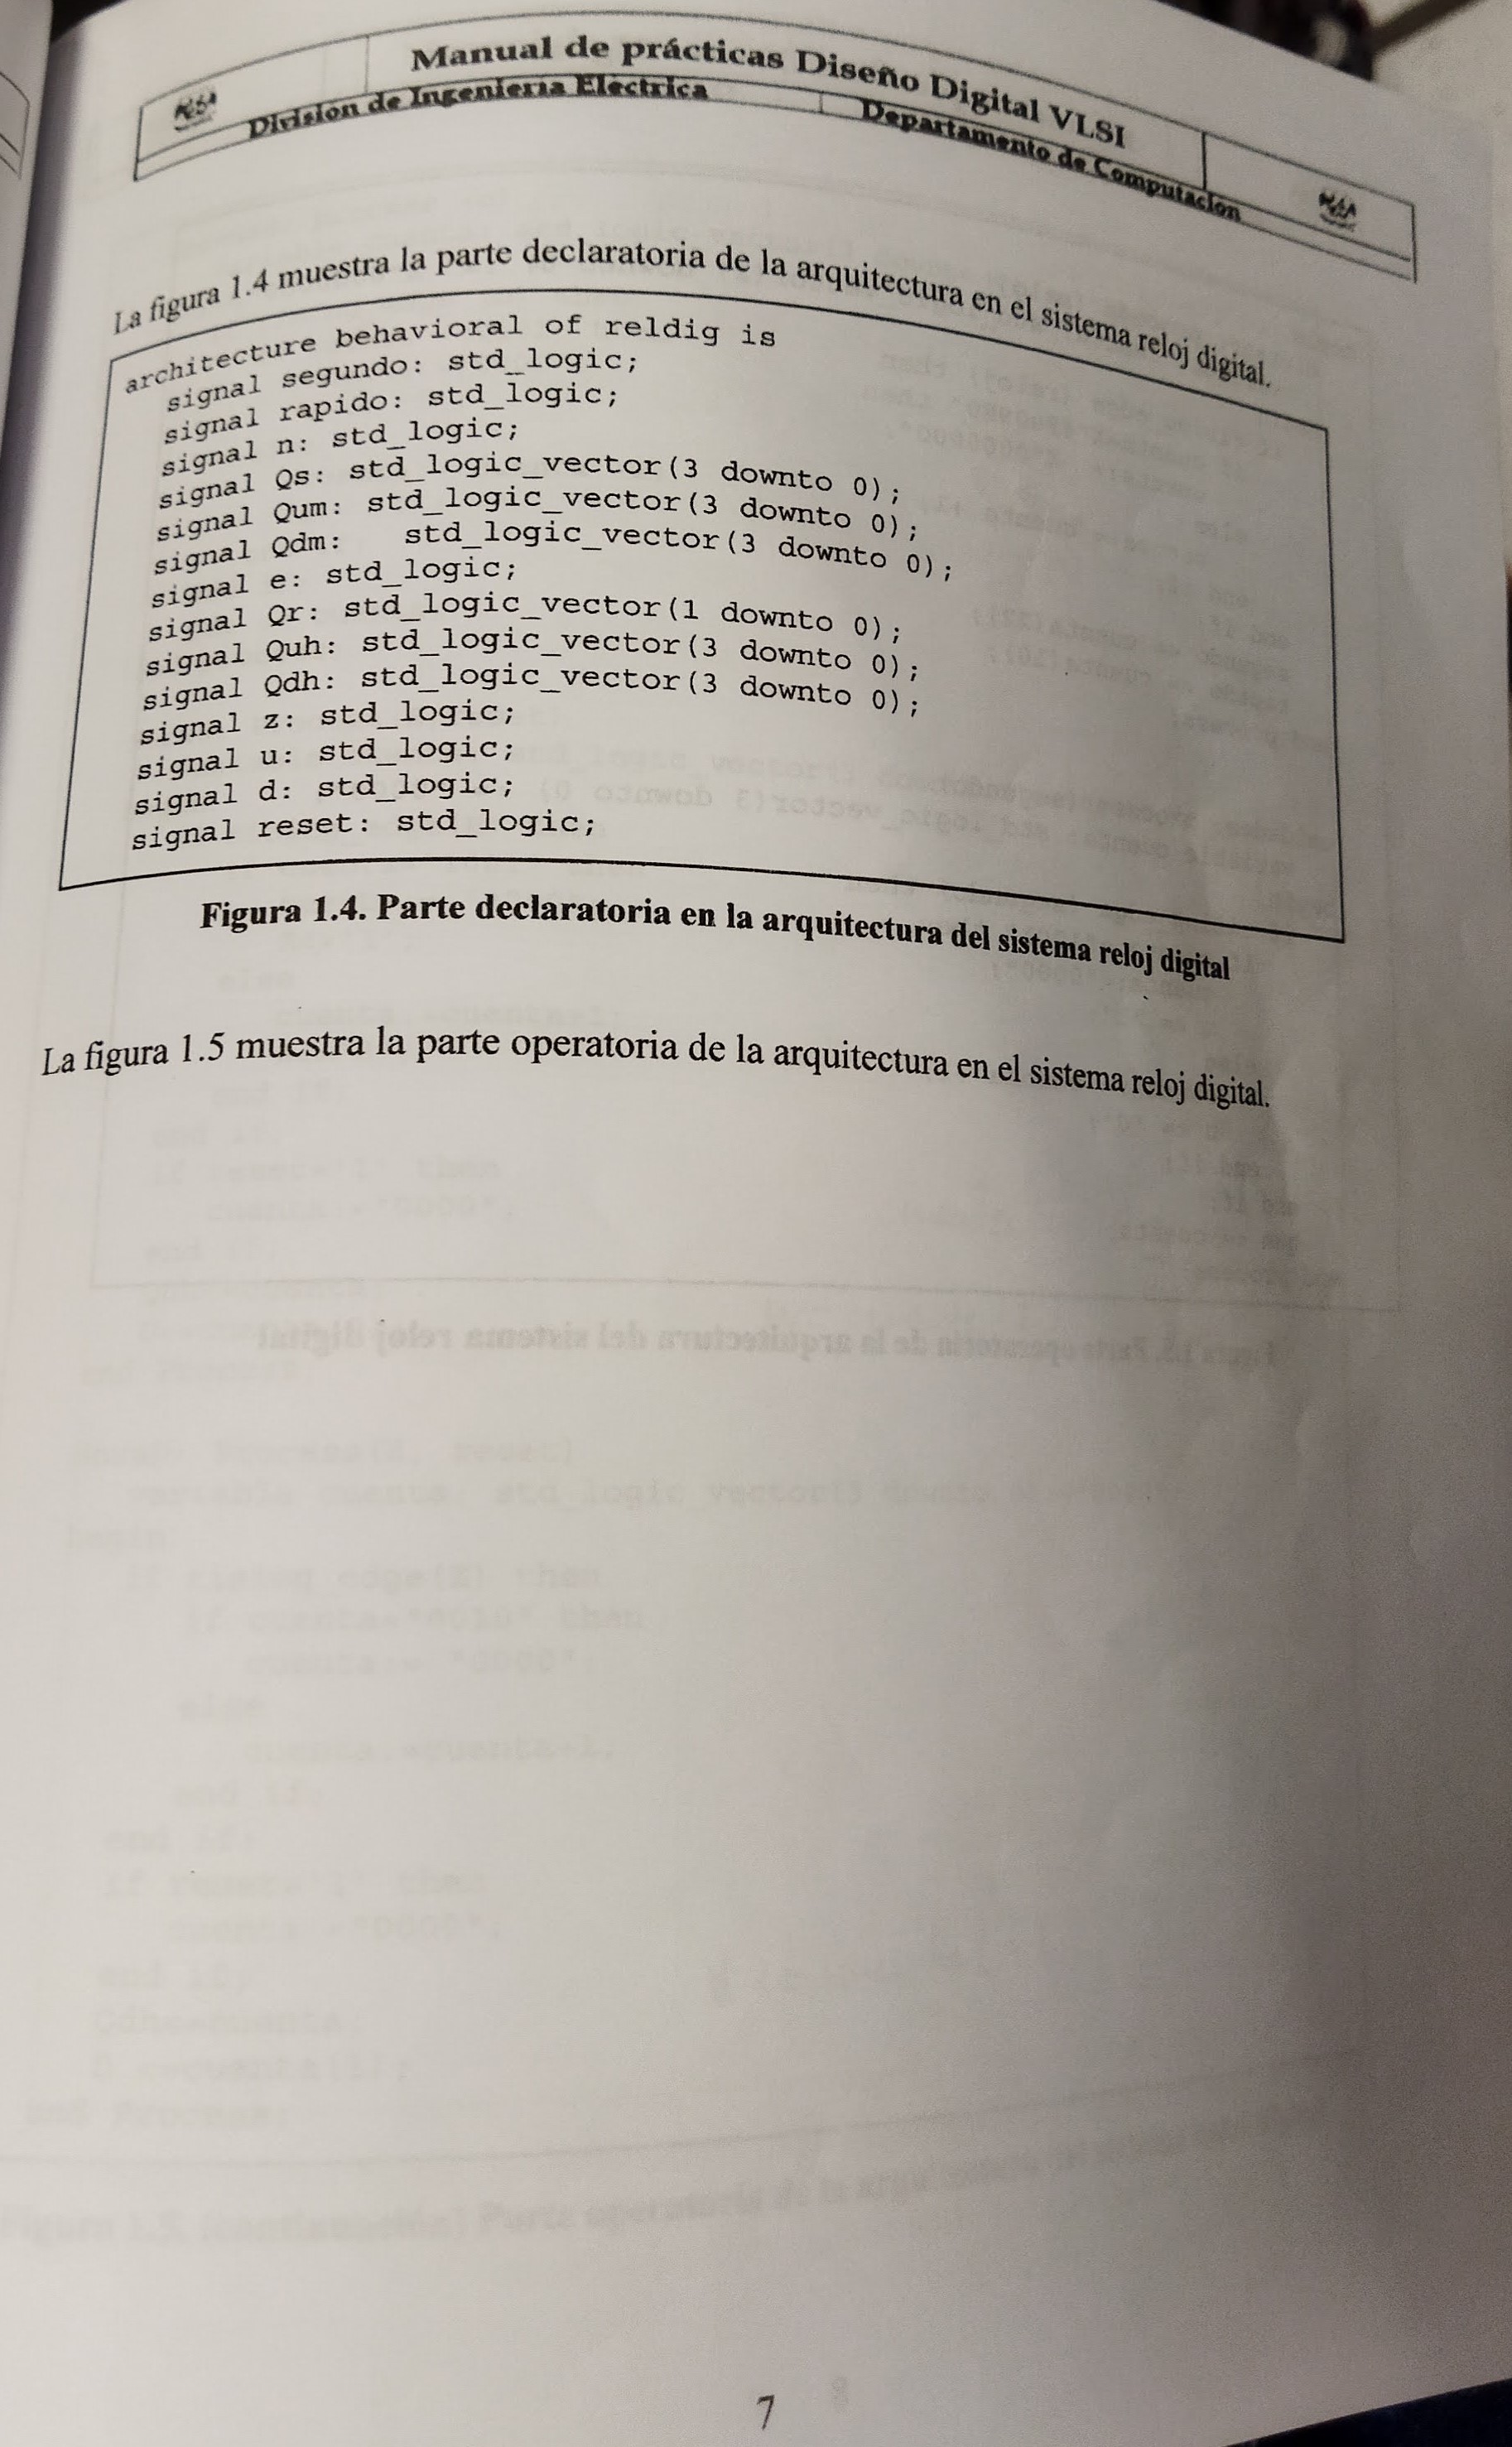 Manual de prácticas Diseño Digital VLSI
División de Ingeniería Eléctrica
Departamento de Computación
La figura 1.4 muestra la parte declaratoria de la arquitectura en el sistema reloj digital.
architecture behavioral of reldig is
signal segundo: std_logic;
signal rapido: std_logic;
signal n: std_logic;
signal Qs: std_logic_vector(3 downto 0);
signal Qum: std_logic_vector(3 downto 0);
signal Qdm: std_logic_vector(3 downto 0);
signal e: std_logic;
signal Qr: std_logic_vector(1 downto 0);
signal Quh: std_logic_vector(3 downto 0);
signal Qdh: std_logic_vector(3 downto 0);
signal z: std_logic;
signal u: std_logic;
signal d: std_logic;
signal reset: std_logic;
Figura 1.4. Parte declaratoria en la arquitectura del sistema reloj digital
La figura 1.5 muestra la parte operatoria de la arquitectura en el sistema reloj digital.
7